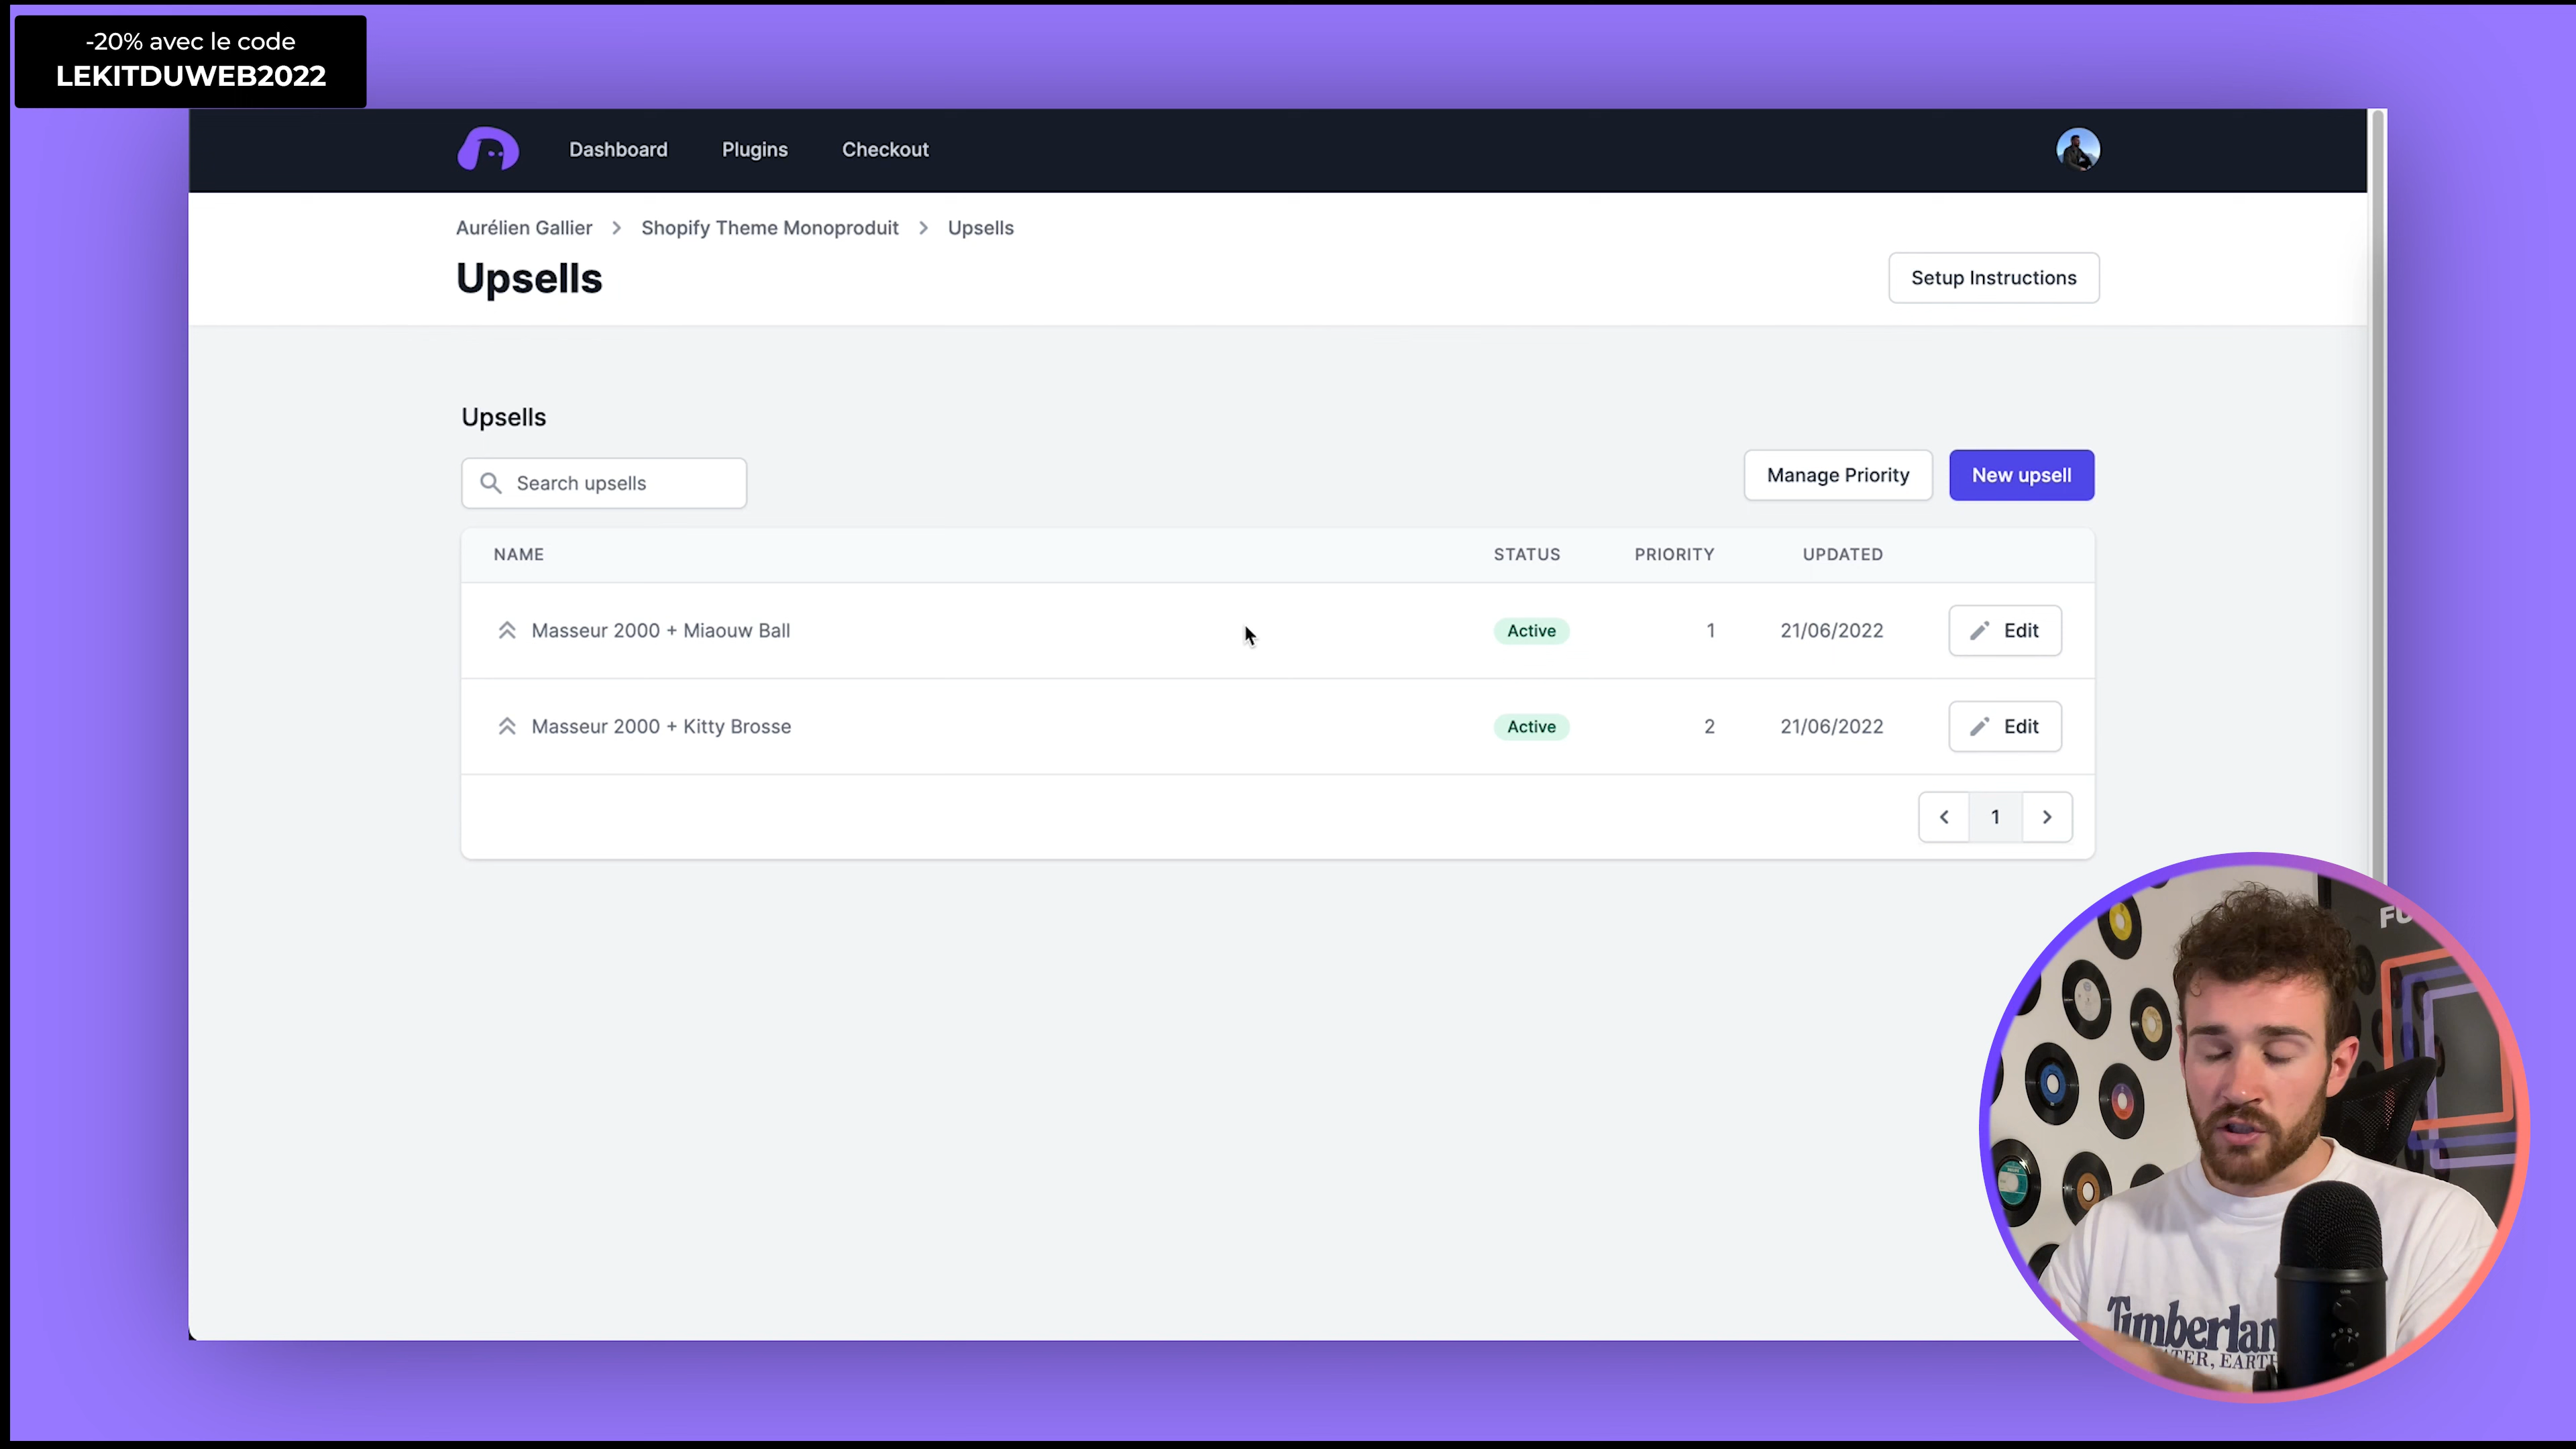 -20% avec le code
LEKITDUWEB2022
Dashboard Plugins Checkout
Aurélien Gallier Shopify Theme Monoproduit Upsells
Upsells
Setup Instructions
Upsells
Search upsells
Manage Priority
New upsell
NAME STATUS PRIORITY UPDATED
Masseur 2000 + Miaouw Ball Active 1 21/06/2022 Edit
Masseur 2000 + Kitty Brosse Active 2 21/06/2022 Edit
1